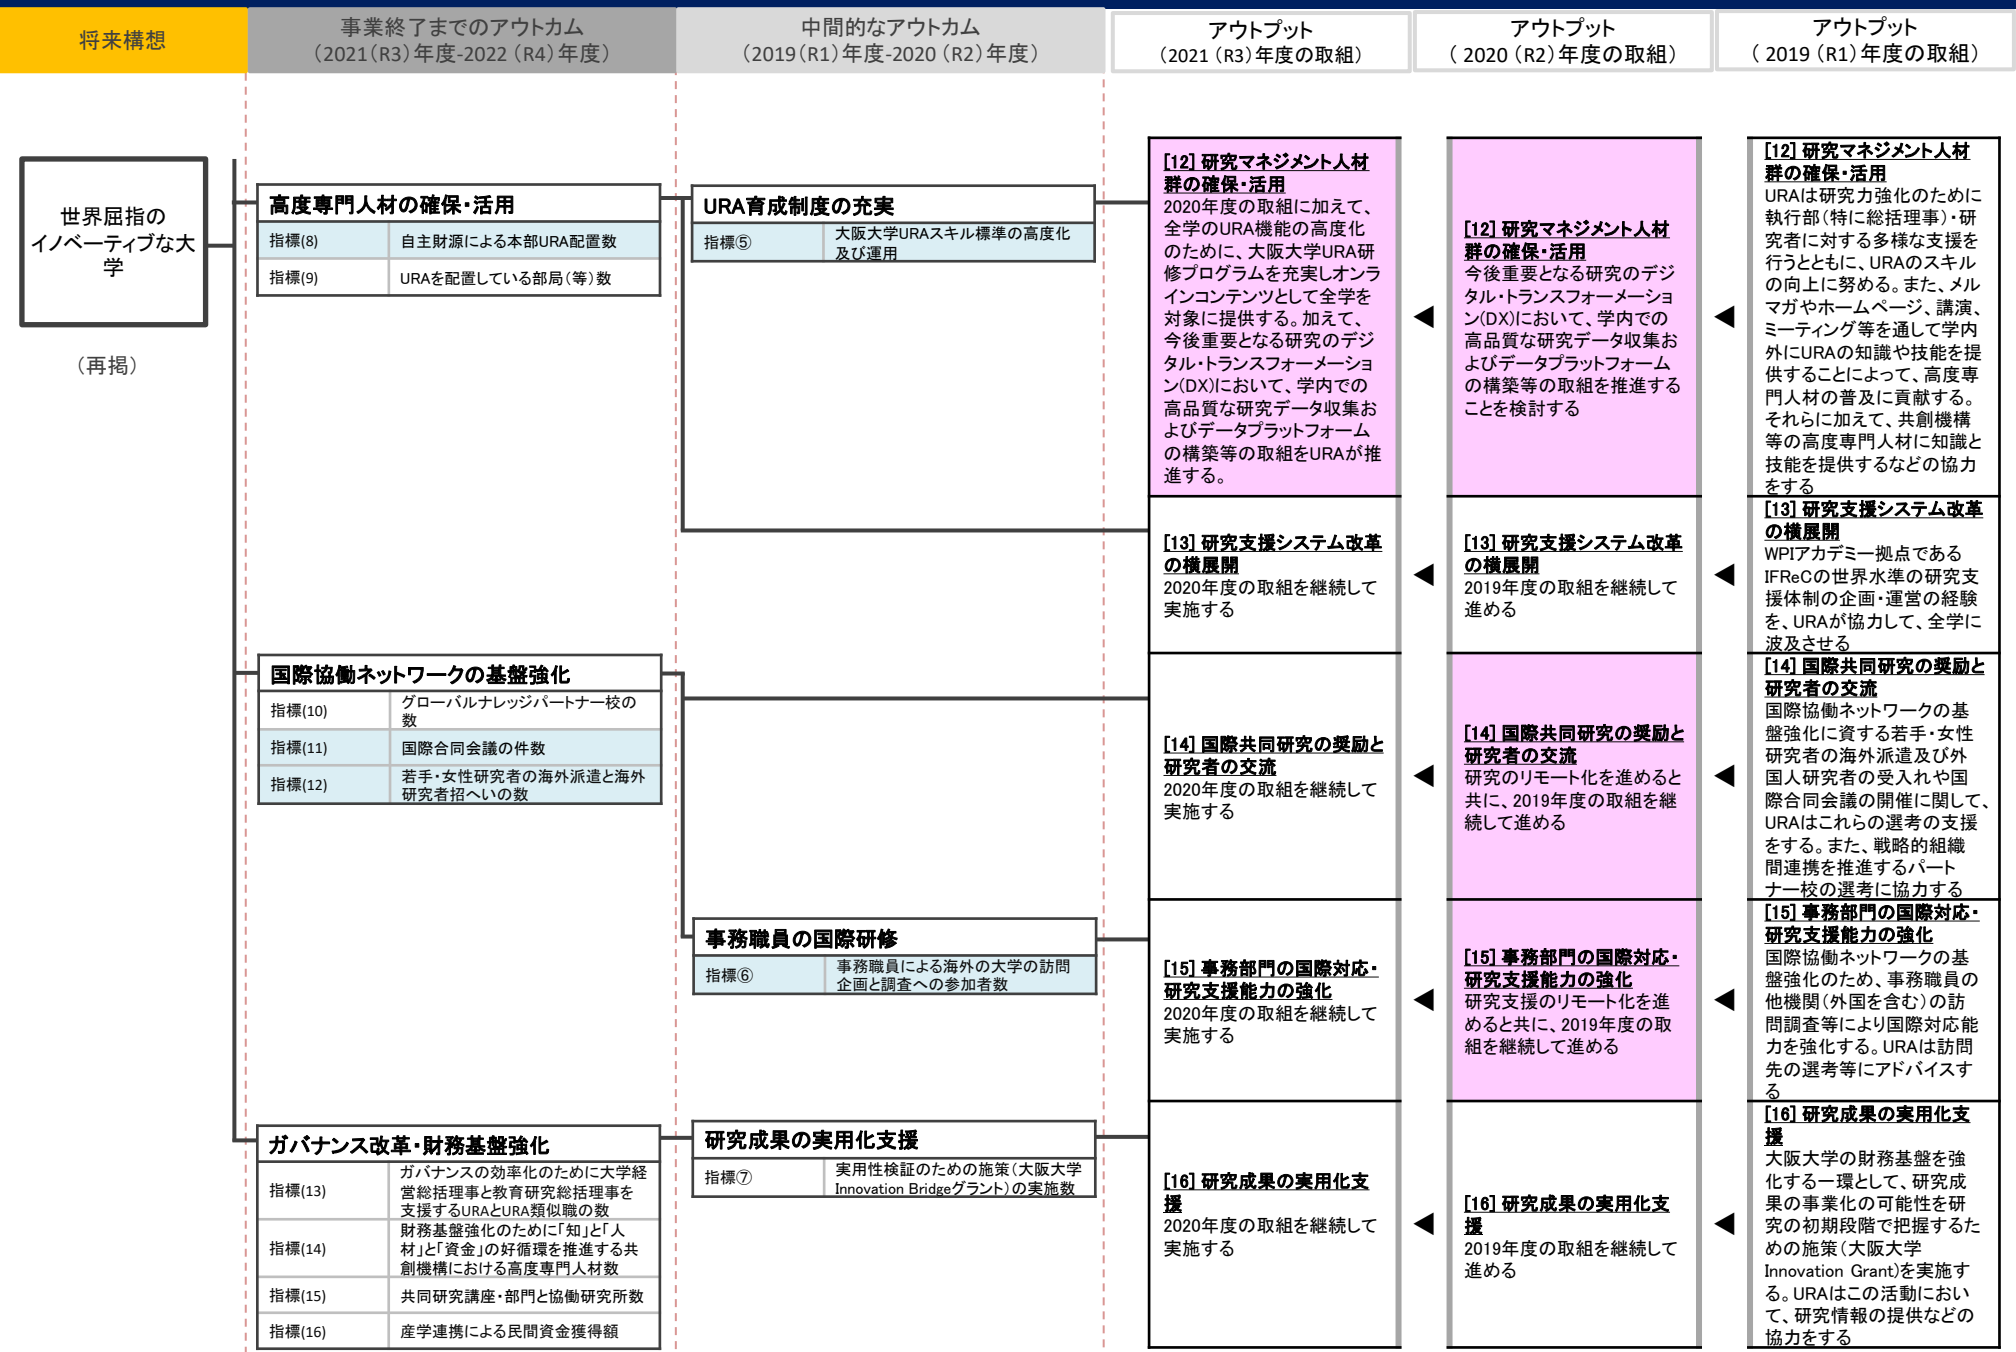 将来構想
事業終了までのアウトカム
（2021（R3）年度-2022（R4）年度）
中間的なアウトカム
（2019（R1）年度-2020（R2）年度）
アウトプット
（2021（R3）年度の取組）
アウトプット
（2020（R2）年度の取組）
アウトプット
（2019（R1）年度の取組）
世界屈指の
イノベーティブな大
学
（再掲）
高度専門人材の確保・活用
指標(8)
自主財源による本部URA配置数
指標(9)
URAを配置している部局（等）数
URA育成制度の充実
指標⑤
大阪大学URAスキル標準の高度化
及び運用
[12] 研究マネジメント人材
群の確保・活用
2020年度の取組に加えて、
全学のURA機能の高度化
のために、大阪大学URA研
修プログラムを充実しオンラ
インコンテンツとして全学を
対象に提供する。加えて、
今後重要となる研究のデジ
タル・トランスフォーメーショ
ン(DX)において、学内での
高品質な研究データ収集お
よびデータプラットフォーム
の構築等の取組をURAが推
進する。
[12] 研究マネジメント人材
群の確保・活用
今後重要となる研究のデジ
タル・トランスフォーメーショ
ン(DX)において、学内での
高品質な研究データ収集お
よびデータプラットフォーム
の構築等の取組を推進する
ことを検討する
[12] 研究マネジメント人材
群の確保・活用
URAは研究力強化のために
執行部（特に総括理事）・研
究者に対する多様な支援を
行うとともに、URAのスキル
の向上に努める。また、メル
マガやホームページ、講演、
ミーティング等を通して学内
外にURAの知識や技能を提
供することによって、高度専
門人材の普及に貢献する。
それらに加えて、共創機構
等の高度専門人材に知識と
技能を提供するなどの協力
をする
[13] 研究支援システム改革
の横展開
2020年度の取組を継続して
実施する
[13] 研究支援システム改革
の横展開
2019年度の取組を継続して
進める
[13] 研究支援システム改革
の横展開
WPIアカデミー拠点である
IFReCの世界水準の研究支
援体制の企画・運営の経験
を、URAが協力して、全学に
波及させる
国際協働ネットワークの基盤強化
指標(10)
グローバルナレッジパートナー校の
数
指標(11)
国際合同会議の件数
指標(12)
若手・女性研究者の海外派遣と海外
研究者招へいの数
[14] 国際共同研究の奨励と
研究者の交流
2020年度の取組を継続して
実施する
[14] 国際共同研究の奨励と
研究者の交流
研究のリモート化を進めると
共に、2019年度の取組を継
続して進める
[14] 国際共同研究の奨励と
研究者の交流
国際協働ネットワークの基
盤強化に資する若手・女性
研究者の海外派遣及び外
国人研究者の受入れや国
際合同会議の開催に関して、
URAはこれらの選考の支援
をする。また、戦略的組織
間連携を推進するパート
ナー校の選考に協力する
事務職員の国際研修
指標⑥
事務職員による海外の大学の訪問
企画と調査への参加者数
[15] 事務部門の国際対応・
研究支援能力の強化
2020年度の取組を継続して
実施する
[15] 事務部門の国際対応・
研究支援能力の強化
研究支援のリモート化を進
めると共に、2019年度の取
組を継続して進める
[15] 事務部門の国際対応・
研究支援能力の強化
国際協働ネットワークの基
盤強化のため、事務職員の
他機関（外国を含む）の訪
問調査等により国際対応能
力を強化する。URAは訪問
先の選考等にアドバイスす
る
ガバナンス改革・財務基盤強化
指標(13)
ガバナンスの効率化のために大学経
営総括理事と教育研究総括理事を
支援するURAとURA類似職の数
指標(14)
財務基盤強化のために「知」と「人
材」と「資金」の好循環を推進する共
創機構における高度専門人材数
指標(15)
共同研究講座・部門と協働研究所数
指標(16)
産学連携による民間資金獲得額
研究成果の実用化支援
指標⑦
実用性検証のための施策（大阪大学
Innovation Bridgeグラント）の実施数
[16] 研究成果の実用化支
援
2020年度の取組を継続して
実施する
[16] 研究成果の実用化支
援
2019年度の取組を継続して
進める
[16] 研究成果の実用化支
援
大阪大学の財務基盤を強
化する一環として、研究成
果の事業化の可能性を研
究の初期段階で把握するた
めの施策（大阪大学
Innovation Grant)を実施す
る。URAはこの活動におい
て、研究情報の提供などの
協力をする